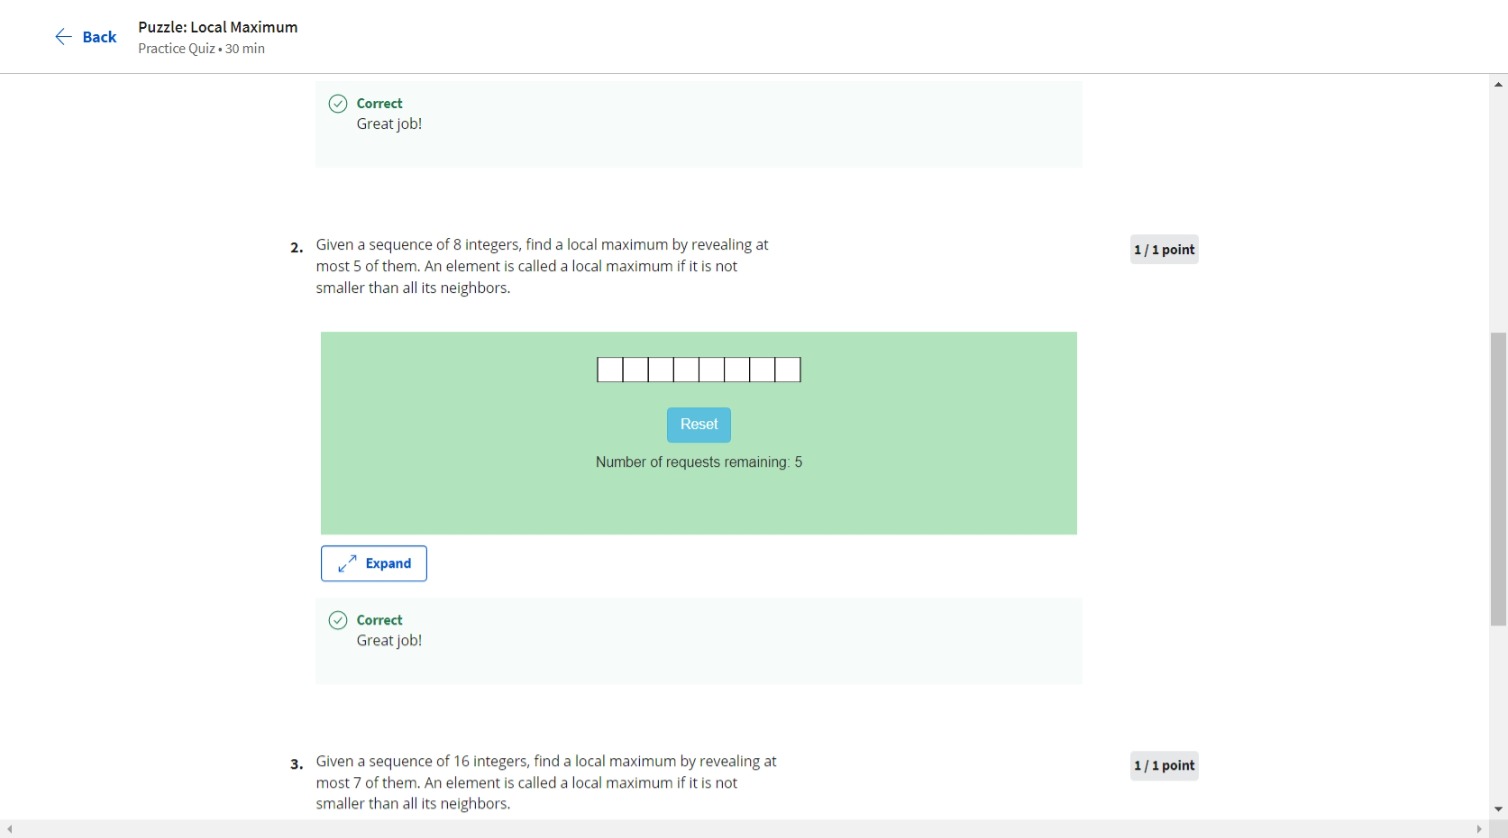 Back
Puzzle: Local Maximum
Practice Quiz • 30 min
Correct
Great job!
2. Given a sequence of 8 integers, find a local maximum by revealing at
most 5 of them. An element is called a local maximum if it is not
smaller than all its neighbors.
1 / 1 point
Reset
Number of requests remaining: 5
Expand
Correct
Great job!
3. Given a sequence of 16 integers, find a local maximum by revealing at
most 7 of them. An element is called a local maximum if it is not
smaller than all its neighbors.
1 / 1 point